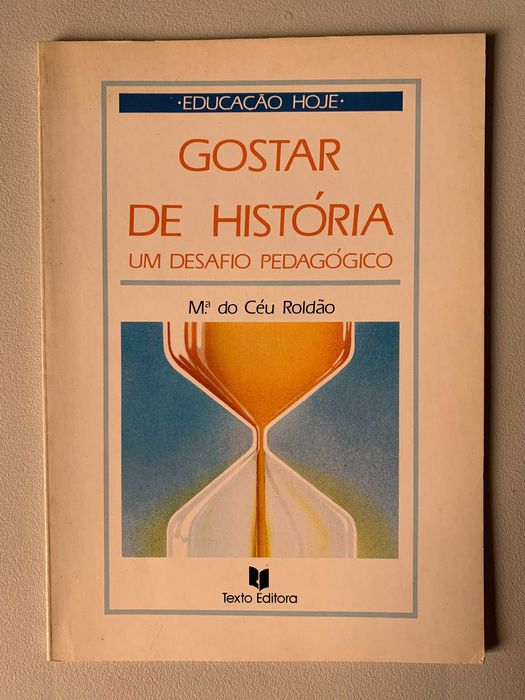 ·EDUCAÇÃO HOJE·
GOSTAR
DE HISTÓRIA
UM DESAFIO PEDAGÓGICO
Mª do Céu Roldão
Texto Editora